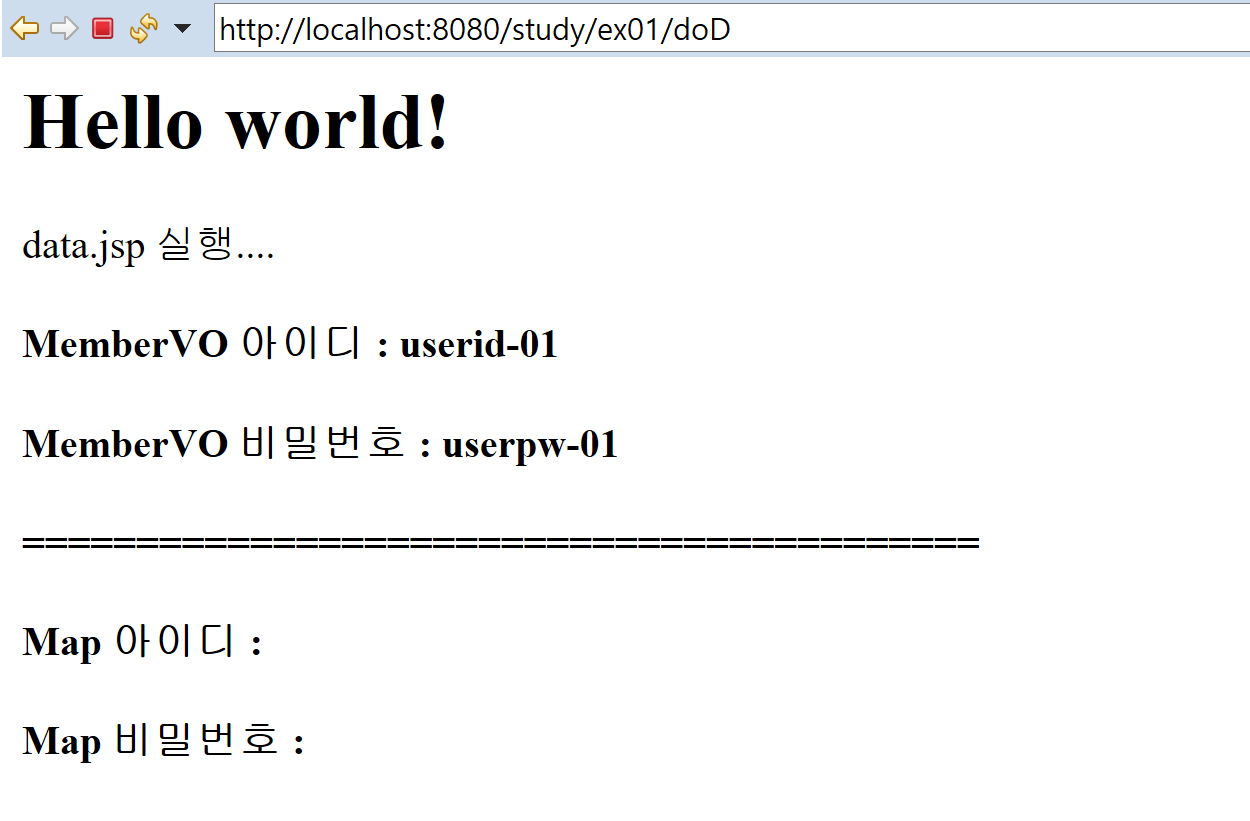 http://localhost:8080/study/ex01/doD
Hello world!
data.jsp 실행....
MemberVO 아이디 : userid-01
MemberVO 비밀번호 : userpw-01
==========================================
Map 아이디 :
Map 비밀번호 :